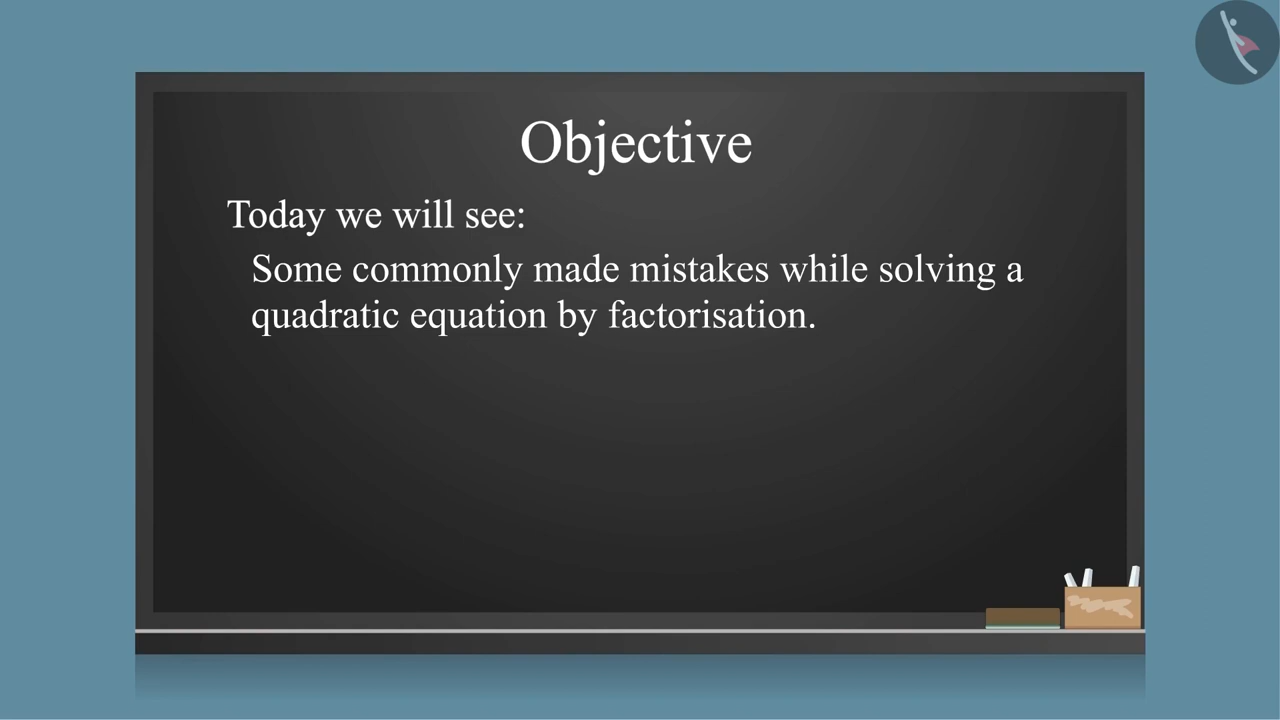 Objective
Today we will see:
Some commonly made mistakes while solving a
quadratic equation by factorisation.